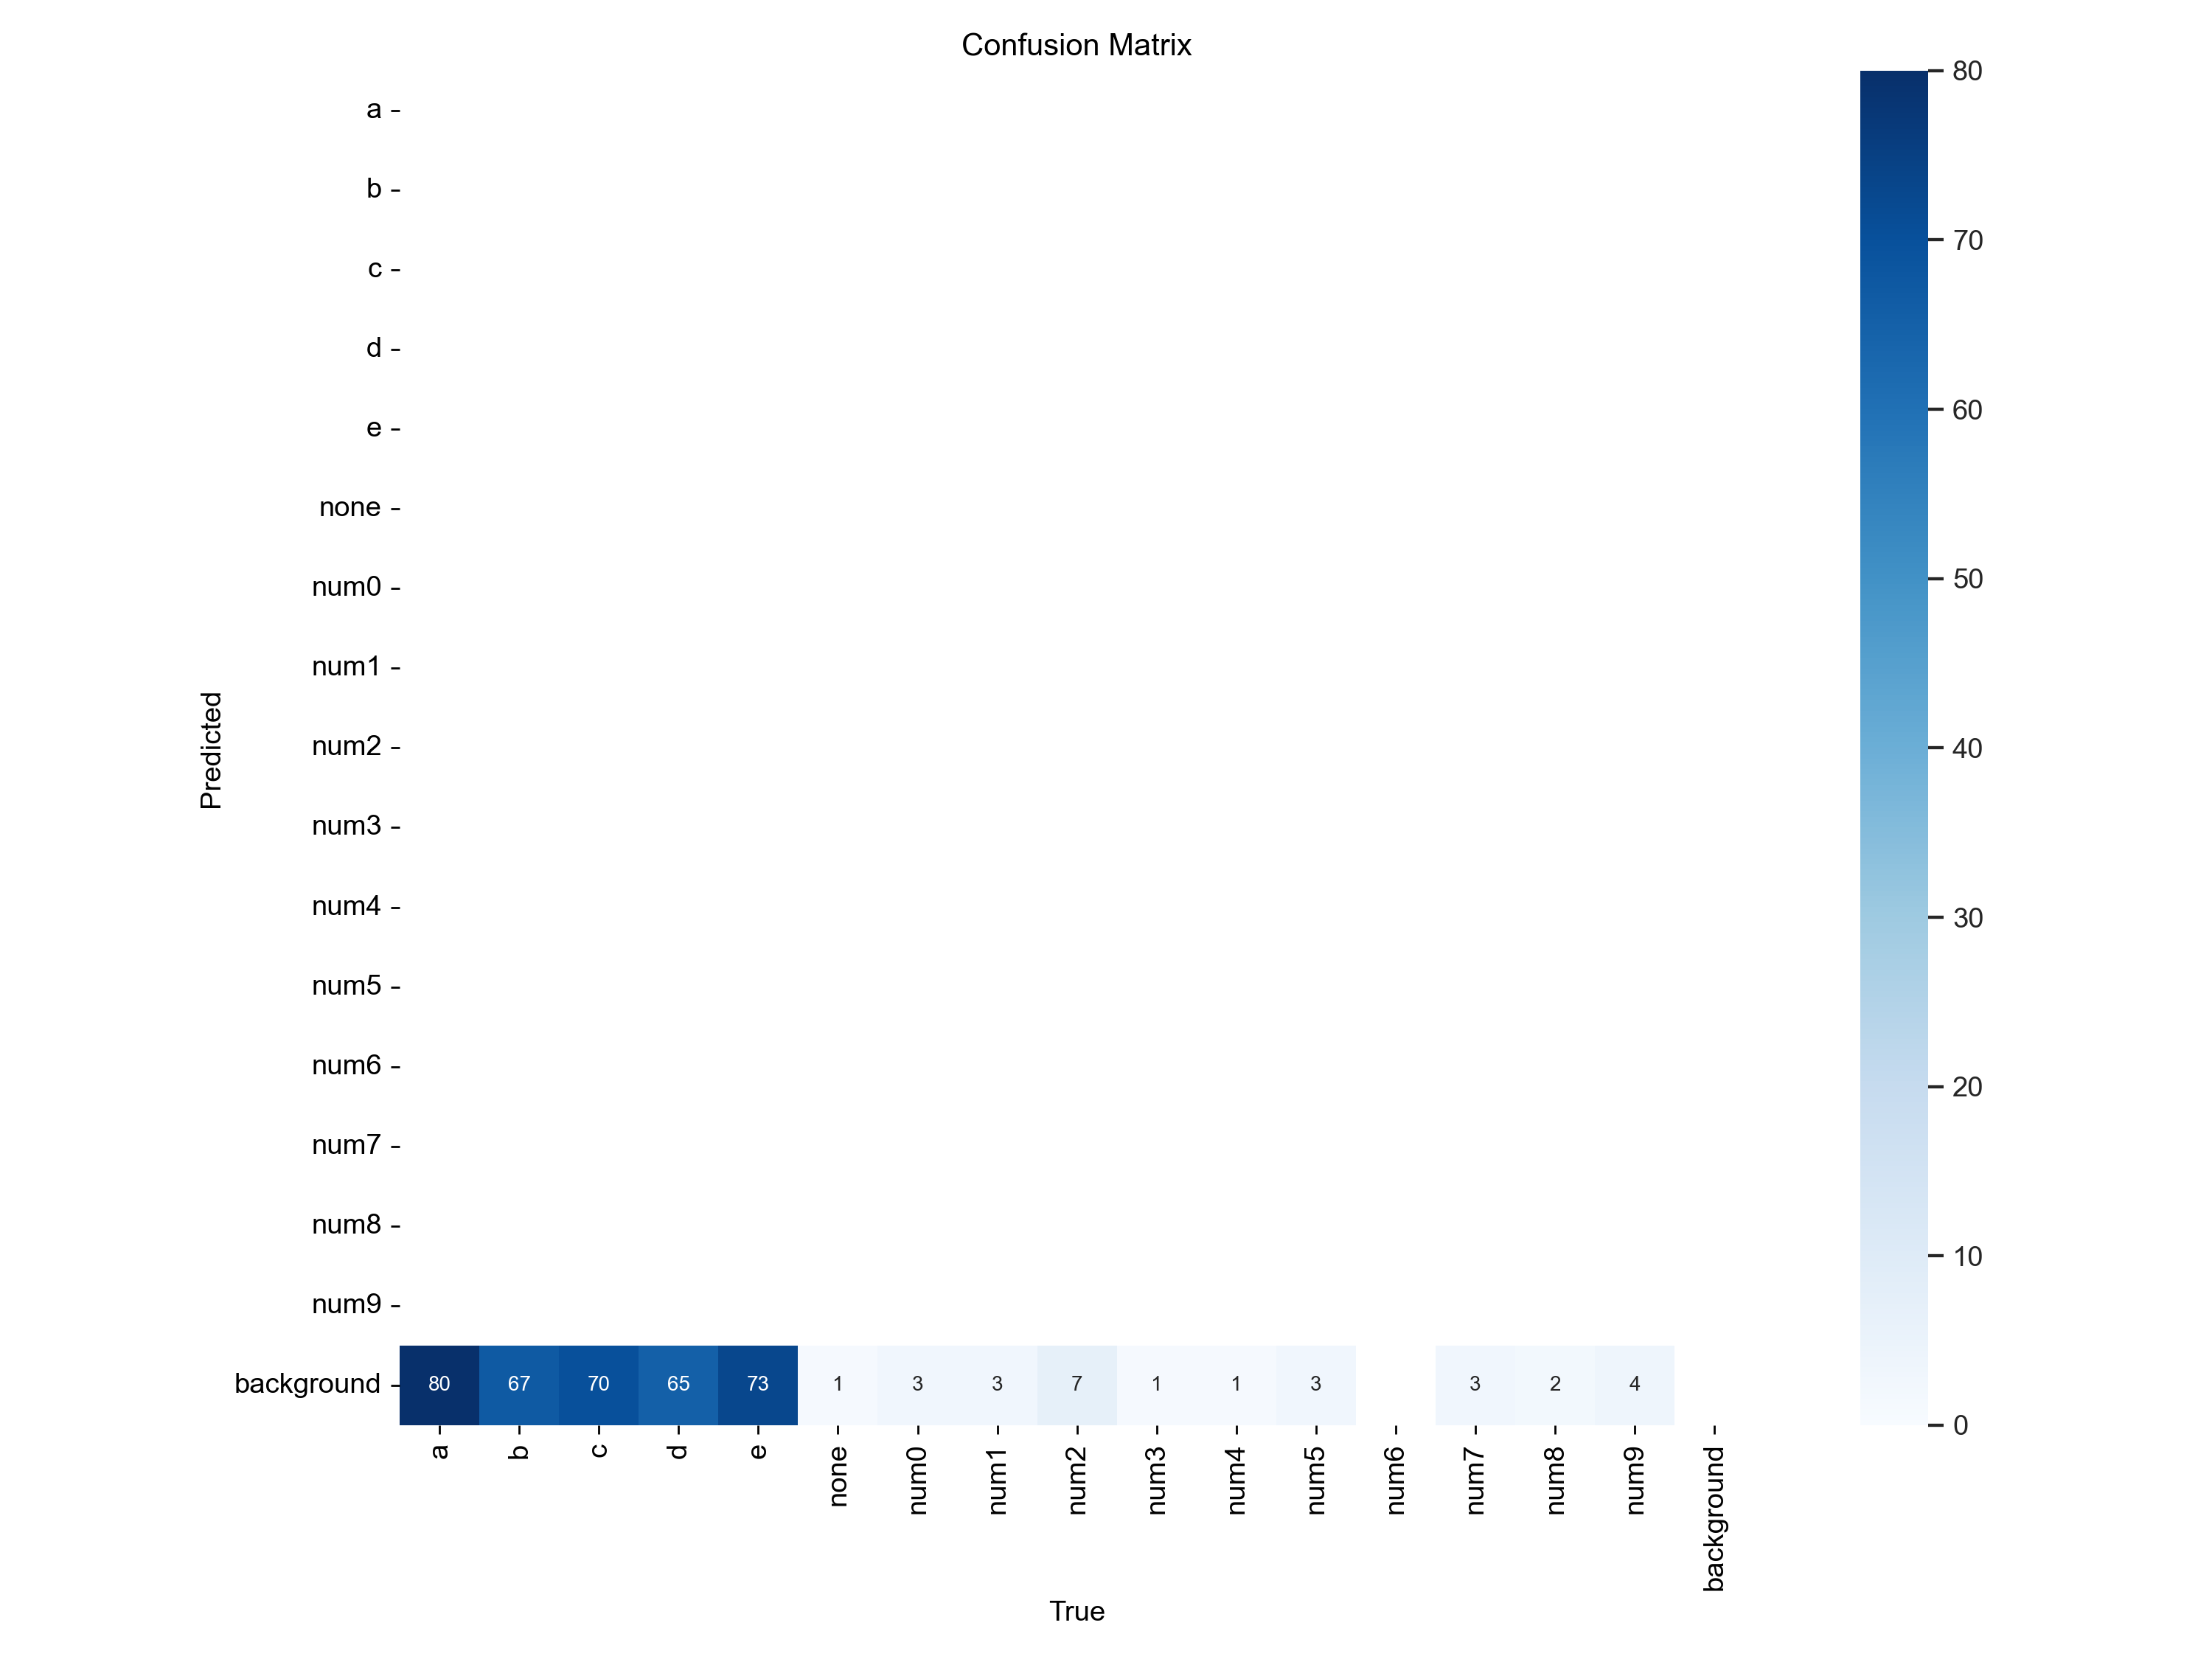 Confusion Matrix
a
b
c
d
e
none
num0
num1
num2
num3
num4
num5
num6
num7
num8
num9
background
Predicted
80 67 70 65 73 1 3 3 7 1 1 3 3 2 4
a b c d e none num0 num1 num2 num3 num4 num5 num6 num7 num8 num9 background
True
80
70
60
50
40
30
20
10
0